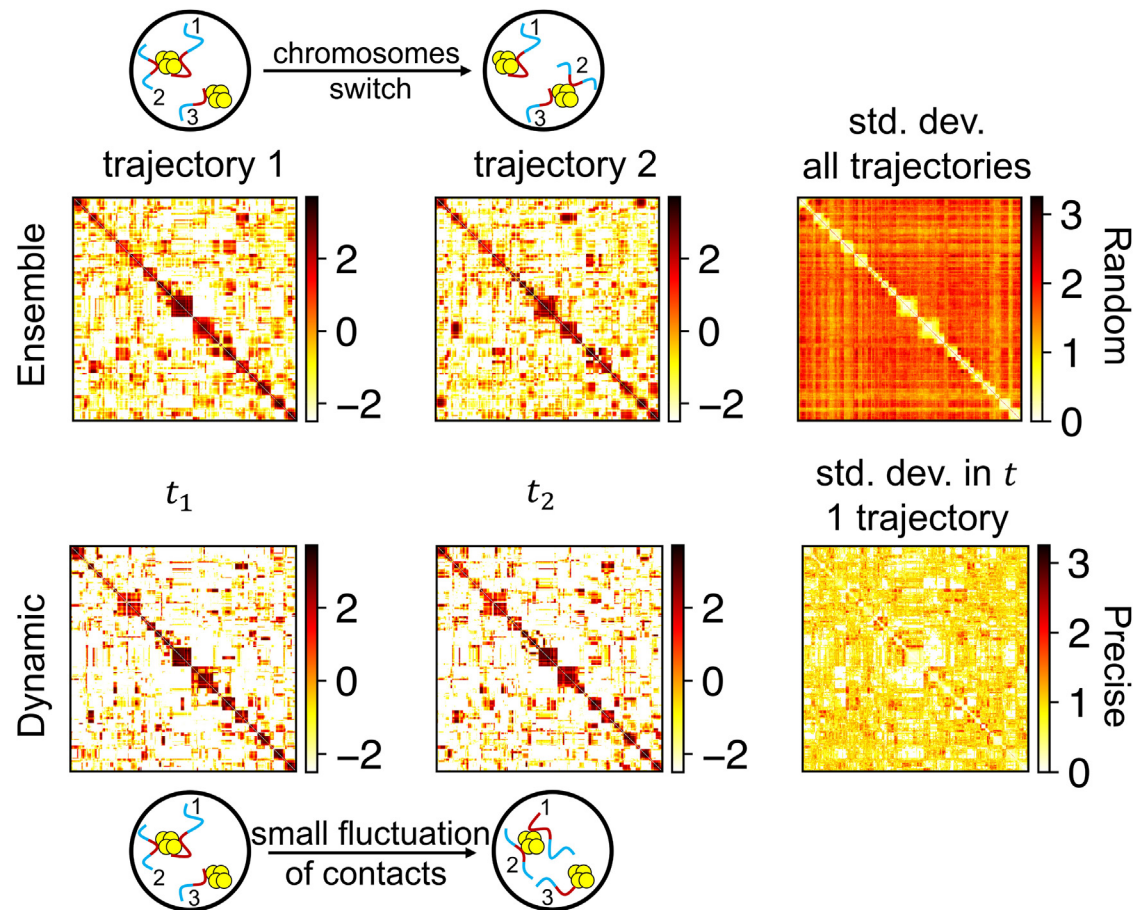 1
2
3
chromosomes
switch
1
2
3
trajectory 1
trajectory 2
std. dev.
all trajectories
Ensemble
2
0
−2
2
0
−2
3
2
1
0
Random
t₁
t₂
std. dev. in t
1 trajectory
Dynamic
2
0
−2
2
0
−2
3
2
1
0
Precise
1
2
3
small fluctuation
of contacts
1
2
3